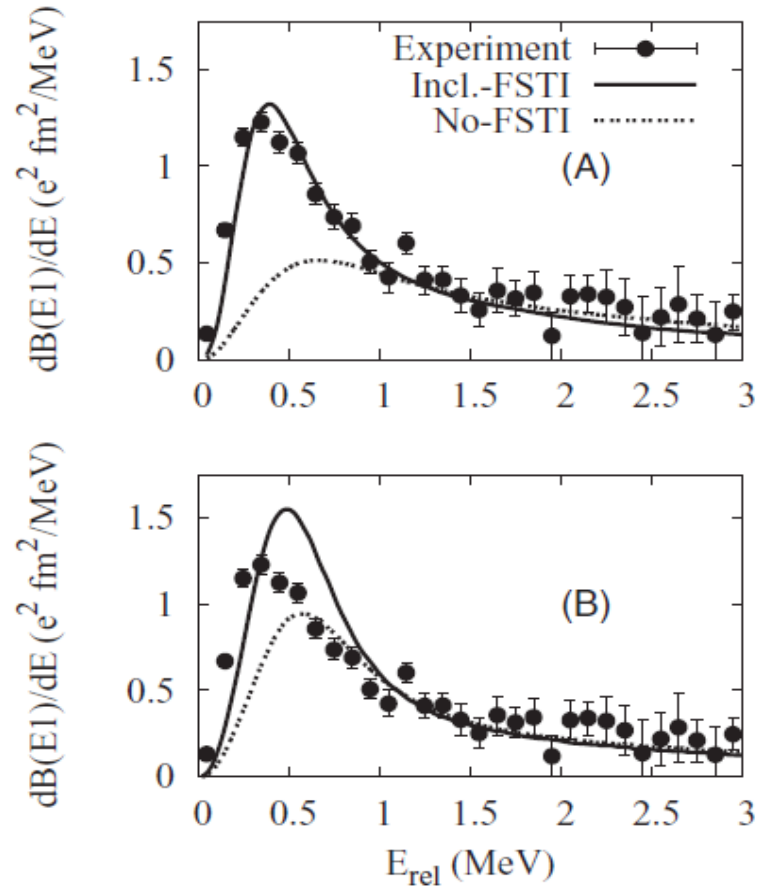 Experiment
Incl.-FSTI
No-FSTI
(A)
dB(E1)/dE (e² fm²/MeV)
1.5
1
0.5
0
0 0.5 1 1.5 2 2.5 3
(B)
dB(E1)/dE (e² fm²/MeV)
1.5
1
0.5
0
0 0.5 1 1.5 2 2.5 3
E_rel (MeV)